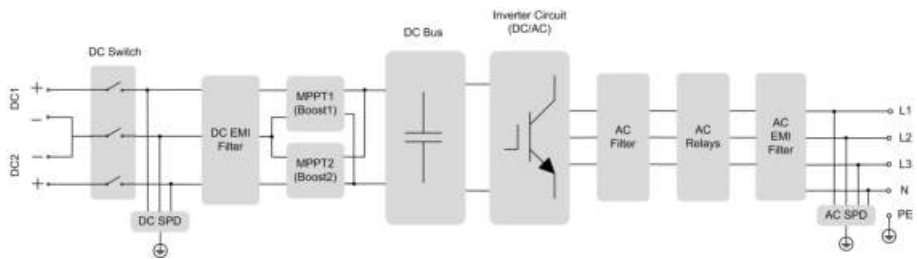 Inverter Circuit
(DC/AC)
DC Bus
DC Switch
DC1
+
−
DC2
−
+
DC EMI
Filter
MPPT1
(Boost1)
MPPT2
(Boost2)
AC
Filter
AC
Relays
AC
EMI
Filter
L1
L2
L3
N
PE
DC SPD
AC SPD